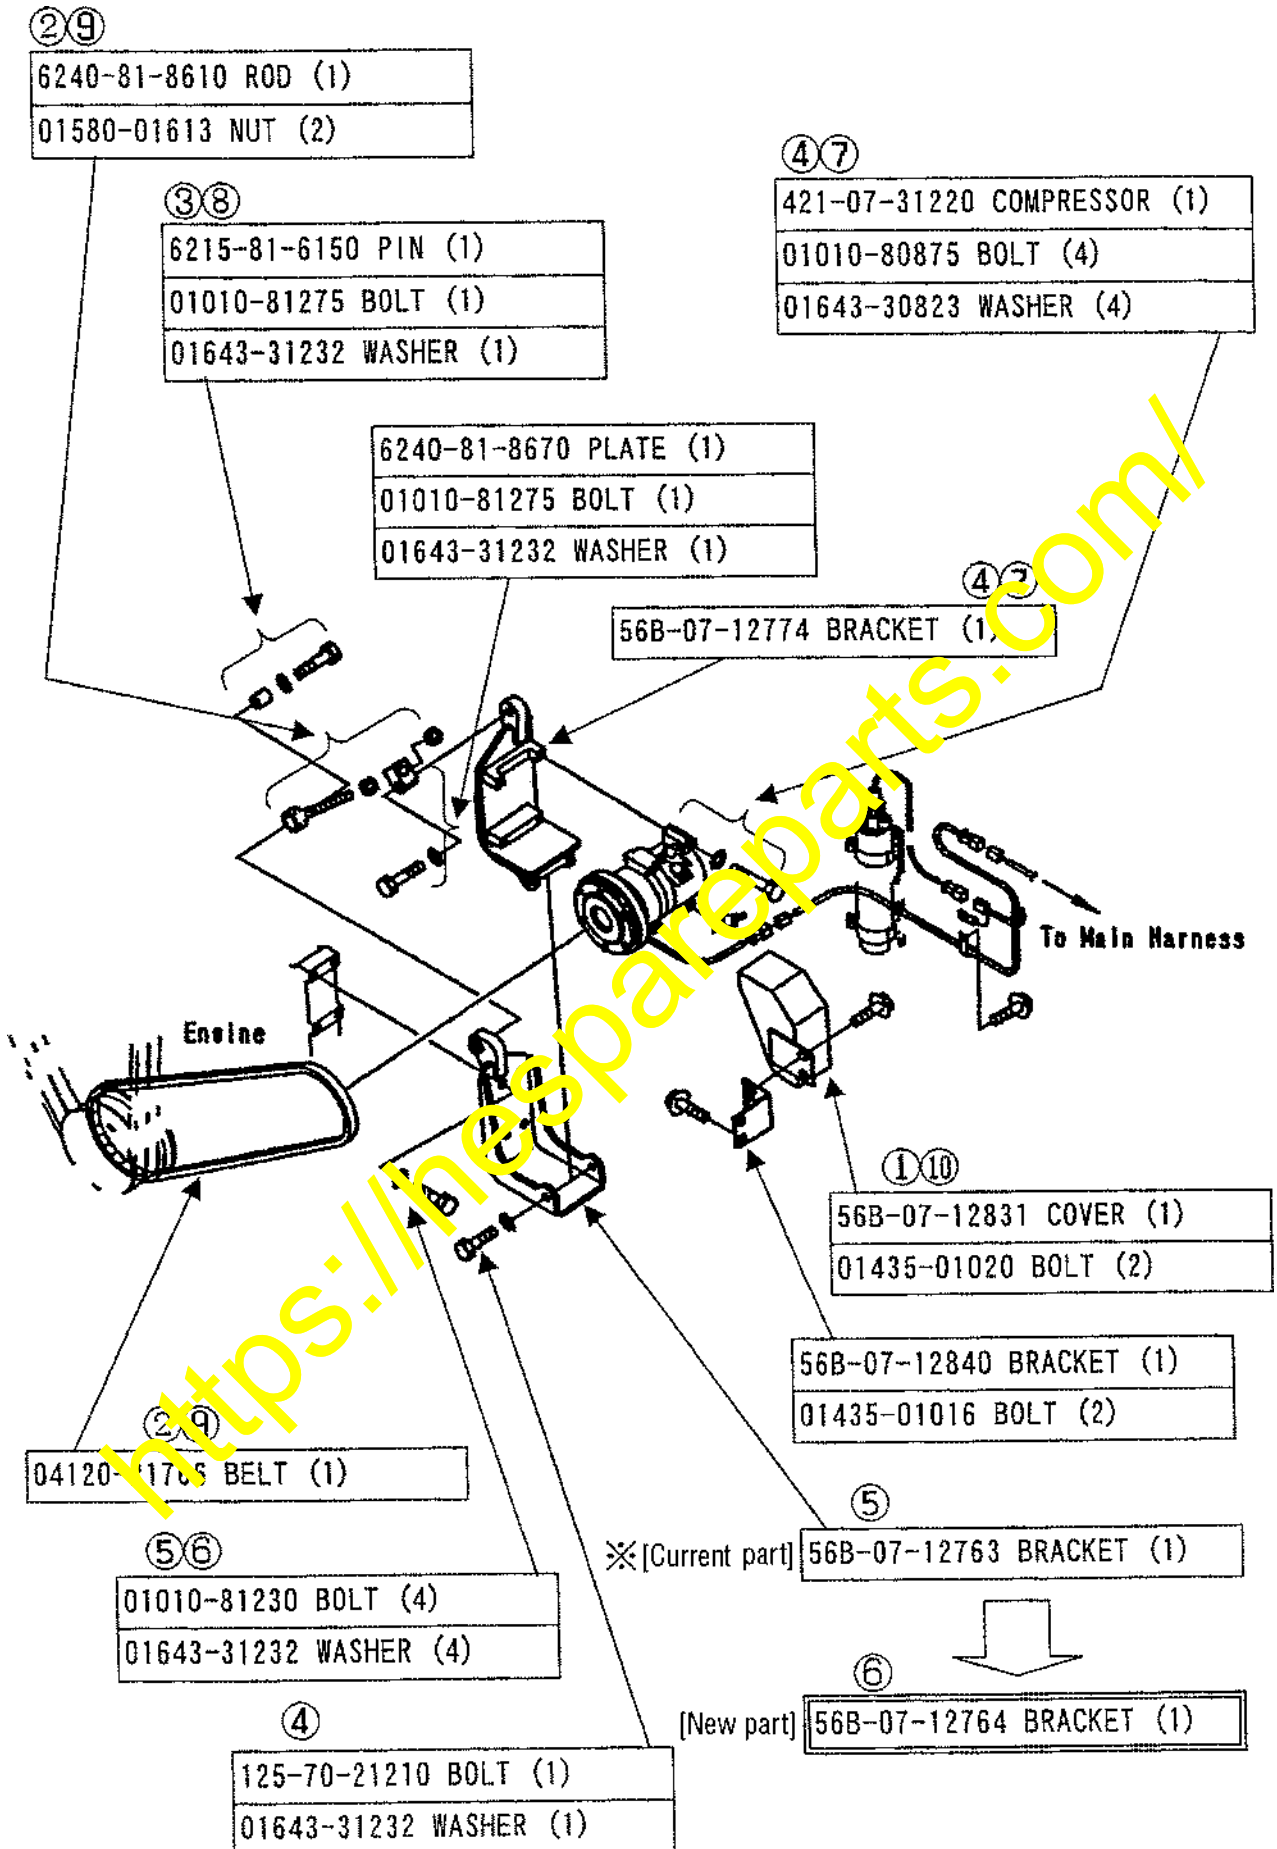 ②⑨
6240-81-8610 ROD (1)
01580-01613 NUT (2)
③⑧
6215-81-6150 PIN (1)
01010-81275 BOLT (1)
01643-31232 WASHER (1)
④⑦
421-07-31220 COMPRESSOR (1)
01010-80875 BOLT (4)
01643-30823 WASHER (4)
6240-81-8670 PLATE (1)
01010-81275 BOLT (1)
01643-31232 WASHER (1)
④⑦
56B-07-12774 BRACKET (1)
To Main Harness
Engine
①⑩
56B-07-12831 COVER (1)
01435-01020 BOLT (2)
56B-07-12840 BRACKET (1)
01435-01016 BOLT (2)
②⑨
BELT (1)
⑤
※[Current part] 56B-07-12763 BRACKET (1)
⑤⑥
01010-81230 BOLT (4)
01643-31232 WASHER (4)
⑥
[New part] 56B-07-12764 BRACKET (1)
④
125-70-21210 BOLT (1)
01643-31232 WASHER (1)
https://hespareparts.com/